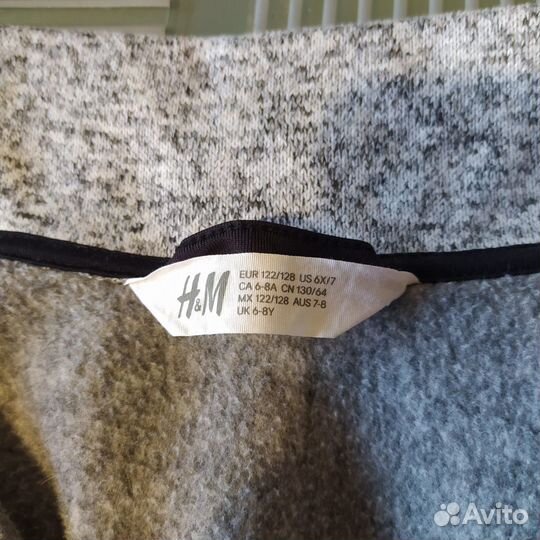 H&M
EUR 122/128 US 6X/7
CA 6-8A CN 130/64
MX 122/128 AUS 7-8
UK 6-8Y
Avito